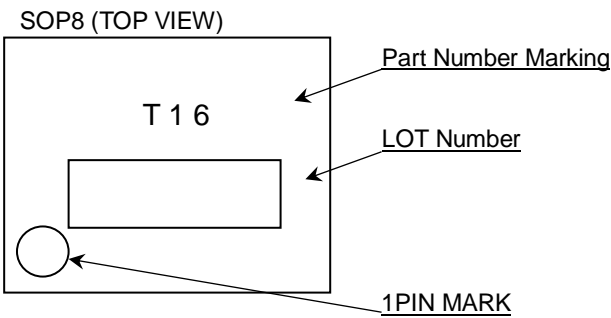 SOP8 (TOP VIEW)
Part Number Marking
T 1 6
LOT Number
1PIN MARK